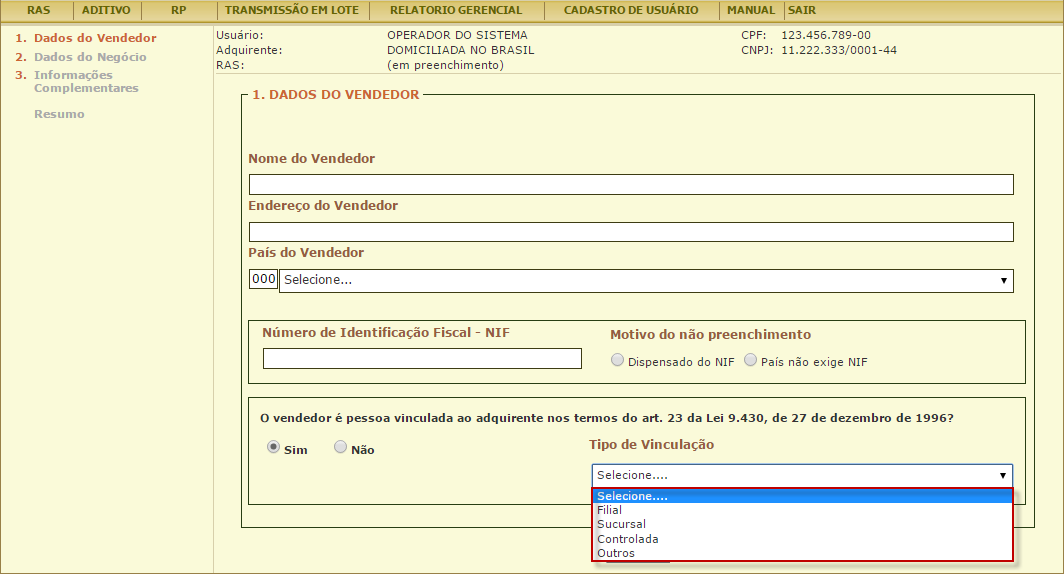 RAS ADITIVO RP TRANSMISSÃO EM LOTE RELATORIO GERENCIAL CADASTRO DE USUÁRIO MANUAL SAIR
1. Dados do Vendedor
2. Dados do Negócio
3. Informações
Complementares
Resumo
Usuário: OPERADOR DO SISTEMA CPF: 123.456.789-00
Adquirente: DOMICILIADA NO BRASIL CNPJ: 11.222.333/0001-44
RAS: (em preenchimento)
1. DADOS DO VENDEDOR
Nome do Vendedor
Endereço do Vendedor
País do Vendedor
000 Selecione...
Número de Identificação Fiscal - NIF
Motivo do não preenchimento
Dispensado do NIF País não exige NIF
O vendedor é pessoa vinculada ao adquirente nos termos do art. 23 da Lei 9.430, de 27 de dezembro de 1996?
Sim Não
Tipo de Vinculação
Selecione....
Selecione....
Filial
Sucursal
Controlada
Outros